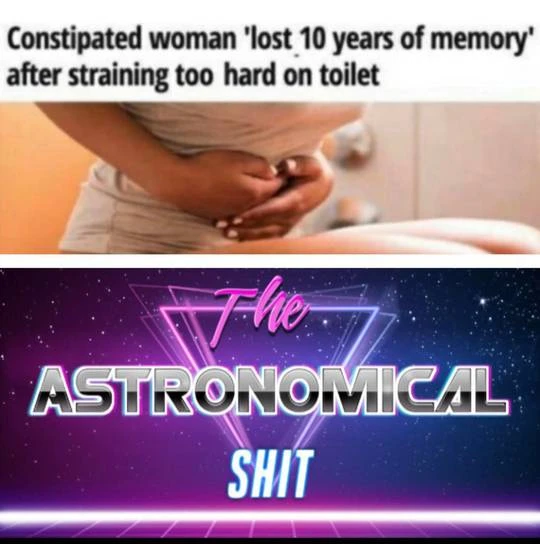 Constipated woman 'lost 10 years of memory'
after straining too hard on toilet
The
ASTRONOMICAL
SHIT